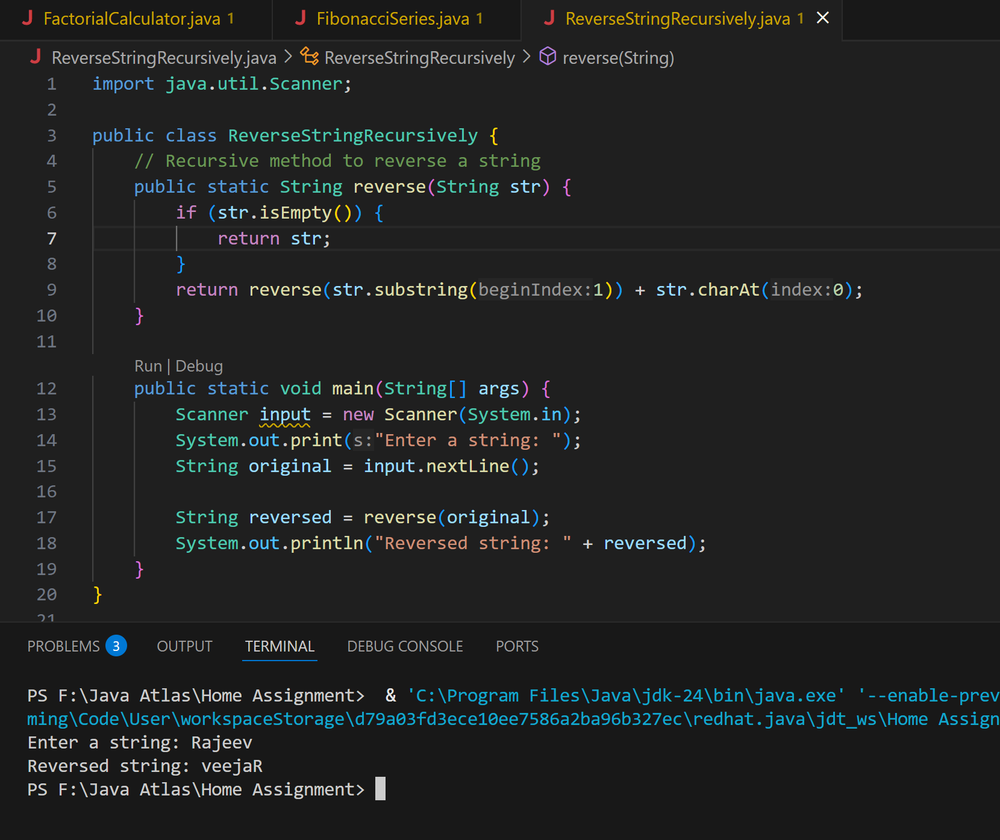 FactorialCalculator.java 1 FibonacciSeries.java 1 ReverseStringRecursively.java 1
ReverseStringRecursively.java > ReverseStringRecursively > reverse(String)
1 import java.util.Scanner;
2
3 public class ReverseStringRecursively {
4 // Recursive method to reverse a string
5 public static String reverse(String str) {
6 if (str.isEmpty()) {
7 return str;
8 }
9 return reverse(str.substring(beginIndex:1)) + str.charAt(index:0);
10 }
11
Run | Debug
12 public static void main(String[] args) {
13 Scanner input = new Scanner(System.in);
14 System.out.print(s:"Enter a string: ");
15 String original = input.nextLine();
16
17 String reversed = reverse(original);
18 System.out.println("Reversed string: " + reversed);
19 }
20 }
21
PROBLEMS 3 OUTPUT TERMINAL DEBUG CONSOLE PORTS
PS F:\Java Atlas\Home Assignment>  & 'C:\Program Files\Java\jdk-24\bin\java.exe' '--enable-prev
ming\Code\User\workspaceStorage\d79a03fd3ece10ee7586a2ba96b327ec\redhat.java\jdt_ws\Home Assign
Enter a string: Rajeev
Reversed string: veejaR
PS F:\Java Atlas\Home Assignment>